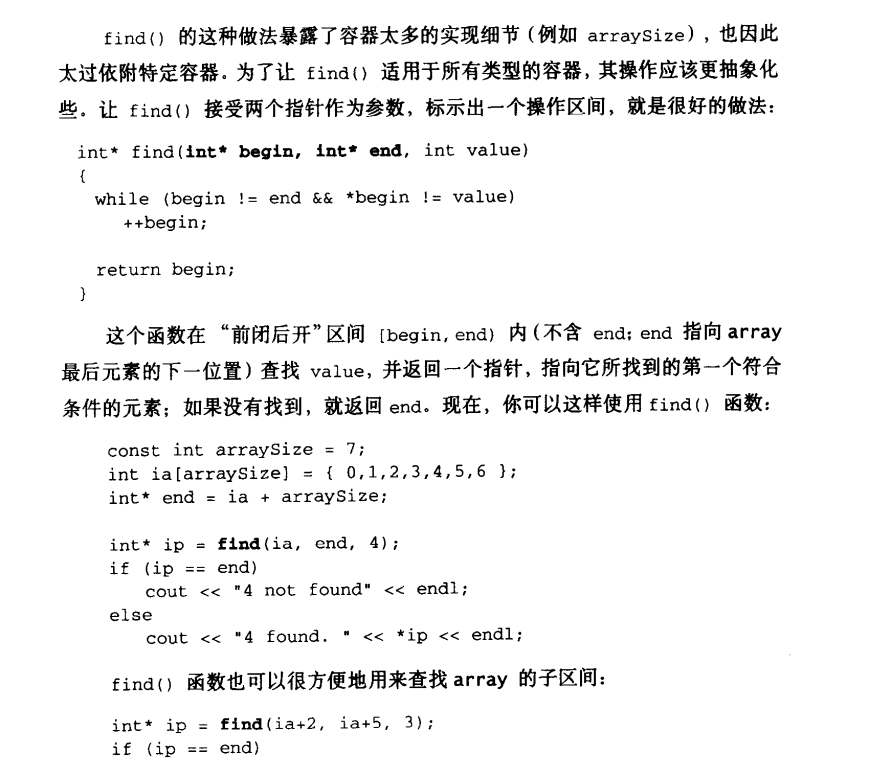 find() 的这种做法暴露了容器太多的实现细节(例如 arraySize),也因此
太过依附特定容器。为了让 find() 适用于所有类型的容器,其操作应该更抽象化
些。让 find() 接受两个指针作为参数,标示出一个操作区间,就是很好的做法:
int* find(int* begin, int* end, int value)
{
while (begin != end && *begin != value)
++begin;
return begin;
}
这个函数在 “前闭后开”区间 [begin,end) 内(不含 end; end 指向 array
最后元素的下一位置)查找 value,并返回一个指针,指向它所找到的第一个符合
条件的元素;如果没有找到,就返回 end。现在,你可以这样使用 find() 函数:
const int arraySize = 7;
int ia[arraySize] = { 0,1,2,3,4,5,6 };
int* end = ia + arraySize;
int* ip = find(ia, end, 4);
if (ip == end)
cout << "4 not found" << endl;
else
cout << "4 found. " << *ip << endl;
find() 函数也可以很方便地用来查找 array 的子区间:
int* ip = find(ia+2, ia+5, 3);
if (ip == end)